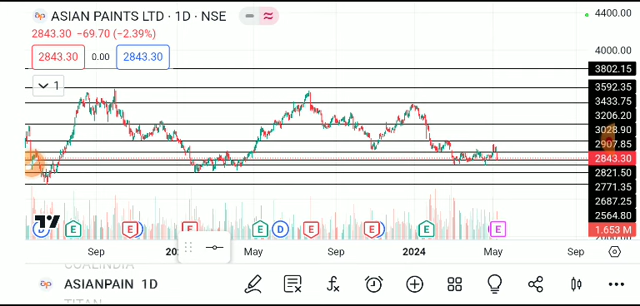 ASIAN PAINTS LTD · 1D · NSE
2843.30 −69.70 (−2.39%)
2843.30 0.00 2843.30
1
4400.00
4000.00
3802.15
3592.35
3433.75
3206.20
3028.90
2907.85
2843.30
2821.50
2771.35
2687.25
2564.80
1.653 M
D E E D E E D E E D E E
Sep May Sep 2024 May Sep
COALINDIA
ASIANPAIN 1D
TITAN